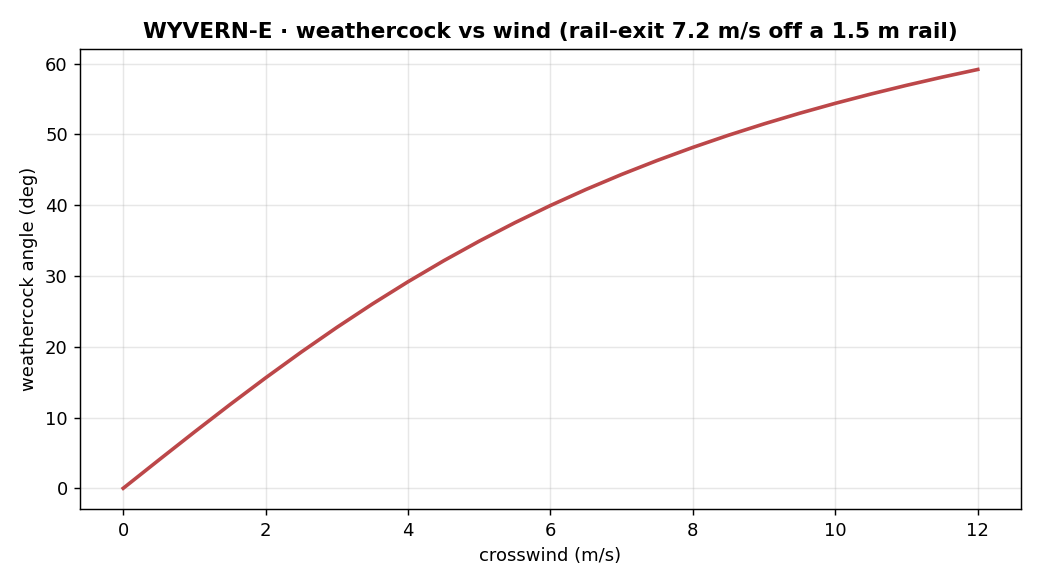 WYVERN-E · weathercock vs wind (rail-exit 7.2 m/s off a 1.5 m rail)
weathercock angle (deg)
60
50
40
30
20
10
0
0 2 4 6 8 10 12
crosswind (m/s)